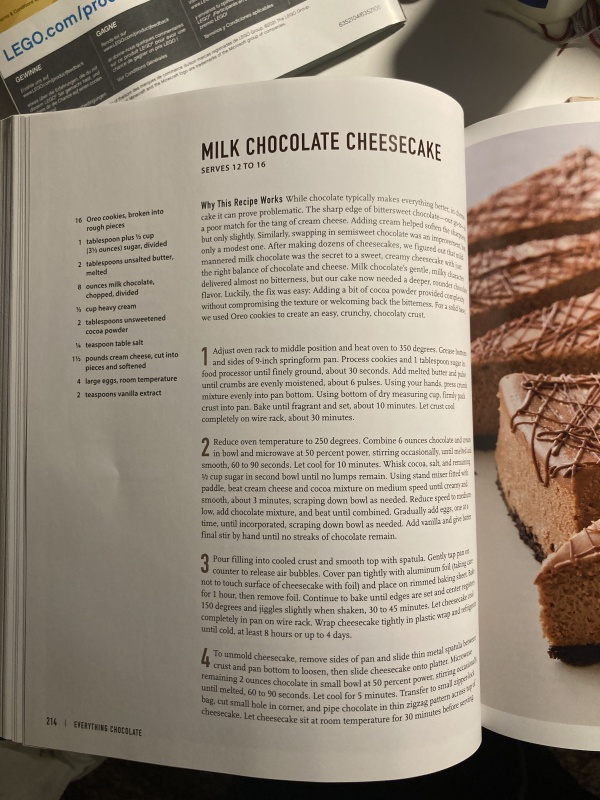 LEGO.com/pro
GEWINNE
GAGNE
MILK CHOCOLATE CHEESECAKE
SERVES 12 TO 16
16 Oreo cookies, broken into
rough pieces
1 tablespoon plus ½ cup
(3½ ounces) sugar, divided
2 tablespoons unsalted butter,
melted
8 ounces milk chocolate,
chopped, divided
cup heavy cream
2 tablespoons unsweetened
cocoa powder
¼ teaspoon table salt
1½ pounds cream cheese, cut into
pieces and softened
4 large eggs, room temperature
2 teaspoons vanilla extract
Why This Recipe Works While chocolate typically makes everything better, in
cake it can prove problematic. The sharp edge of bittersweet chocolate
a poor match for the tang of cream cheese. Adding cream helped soften the
but only slightly. Similarly, swapping in semisweet chocolate was an improvement,
only a modest one. After making dozens of cheesecakes, we figured out that
mannered milk chocolate was the secret to a sweet, creamy cheesecake with just
the right balance of chocolate and cheese. Milk chocolate's gentle, milky character
delivered almost no bitterness, but our cake now needed a deeper, rounder chocolate
flavor. Luckily, the fix was easy: Adding a bit of cocoa powder provided complexity
without compromising the texture or welcoming back the bitterness. For a solid base,
we used Oreo cookies to create an easy, crunchy, chocolaty crust.
1 Adjust oven rack to middle position and heat oven to 350 degrees. Grease bottom
and sides of 9-inch springform pan. Process cookies and 1 tablespoon sugar in
food processor until finely ground, about 30 seconds. Add melted butter and pulse
until crumbs are evenly moistened, about 6 pulses. Using your hands, press crumb
mixture evenly into pan bottom. Using bottom of dry measuring cup, firmly pack
crust into pan. Bake until fragrant and set, about 10 minutes. Let crust cool
completely on wire rack, about 30 minutes.
2 Reduce oven temperature to 250 degrees. Combine 6 ounces chocolate and cream
in bowl and microwave at 50 percent power, stirring occasionally, until melted and
smooth, 60 to 90 seconds. Let cool for 10 minutes. Whisk cocoa, salt, and remaining
½ cup sugar in second bowl until no lumps remain. Using stand mixer fitted with
paddle, beat cream cheese and cocoa mixture on medium speed until creamy and
smooth, about 3 minutes, scraping down bowl as needed. Reduce speed to medium-
low, add chocolate mixture, and beat until combined. Gradually add eggs, one at a
time, until incorporated, scraping down bowl as needed. Add vanilla and give batter
final stir by hand until no streaks of chocolate remain.
3 Pour filling into cooled crust and smooth top with spatula. Gently tap pan on
counter to release air bubbles. Cover pan tightly with aluminum foil (taking care
not to touch surface of cheesecake with foil) and place on rimmed baking sheet. Bake
for 1 hour, then remove foil. Continue to bake until edges are set and center registers
150 degrees and jiggles slightly when shaken, 30 to 45 minutes. Let cheesecake cool
completely in pan on wire rack. Wrap cheesecake tightly in plastic wrap and refrigerate
until cold, at least 8 hours or up to 4 days.
4 To unmold cheesecake, remove sides of pan and slide thin metal spatula between
crust and pan bottom to loosen, then slide cheesecake onto platter. Microwave
remaining 2 ounces chocolate in small bowl at 50 percent power, stirring occasionally,
until melted, 60 to 90 seconds. Let cool for 5 minutes. Transfer to small zipperlock
bag, cut small hole in corner, and pipe chocolate in thin zigzag pattern across top of
cheesecake. Let cheesecake sit at room temperature for 30 minutes before serving.
214 | EVERYTHING CHOCOLATE